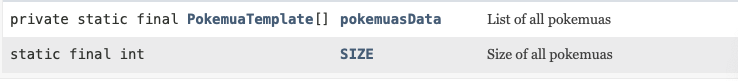 private static final PokemuaTemplate[] pokemuasData List of all pokemuas
static final int SIZE Size of all pokemuas